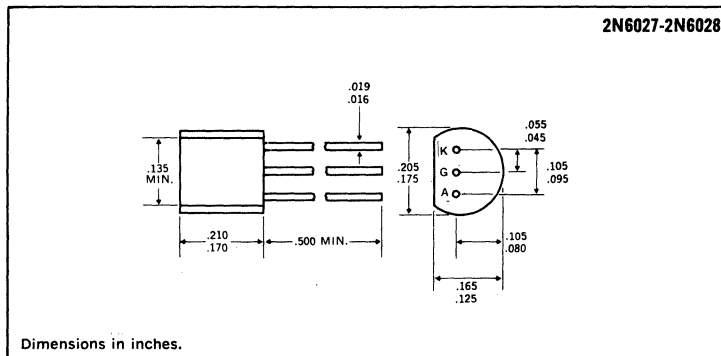 2N6027-2N6028
.019
.016
.055
.045
K
G
A
.135
MIN.
.205
.175
.105
.095
.210
.170
.500 MIN.
.105
.080
.165
.125
Dimensions in inches.